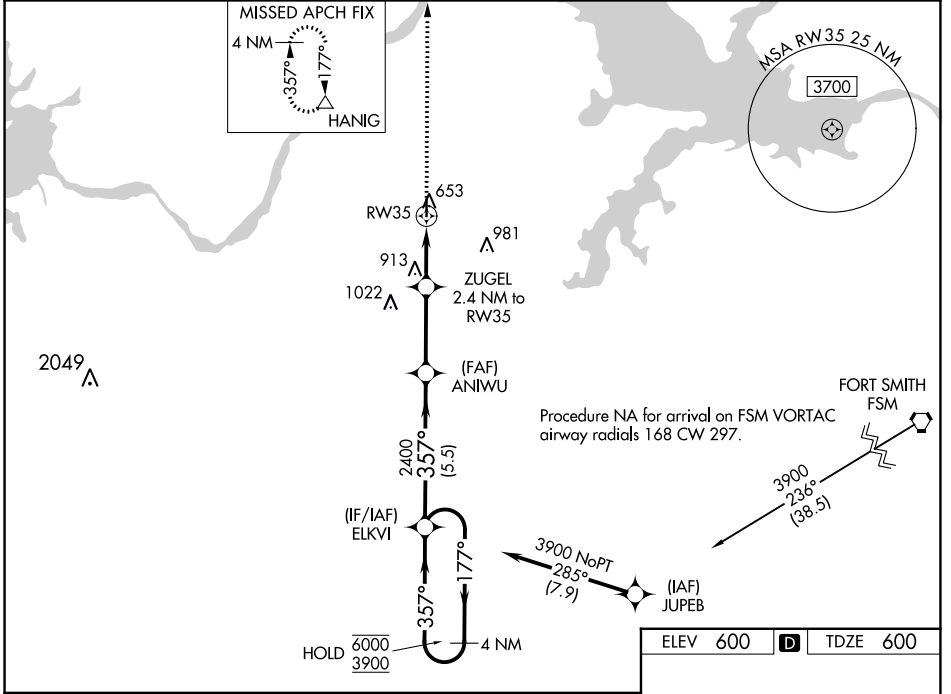 MISSED APCH FIX
4 NM
357°
177°
HANIG
MSA RW35 25 NM
3700
653
RW35
981
913
ZUGEL
2.4 NM to
RW35
1022
2049
(FAF)
ANIWU
FORT SMITH
FSM
Procedure NA for arrival on FSM VORTAC
airway radials 168 CW 297.
3900
236°
(38.5)
2400
357°
(5.5)
(IF/IAF)
ELKVI
3900 NoPT
285°
(7.9)
(IAF)
JUPEB
357°
177°
HOLD
6000
3900
4 NM
ELEV 600 D TDZE 600